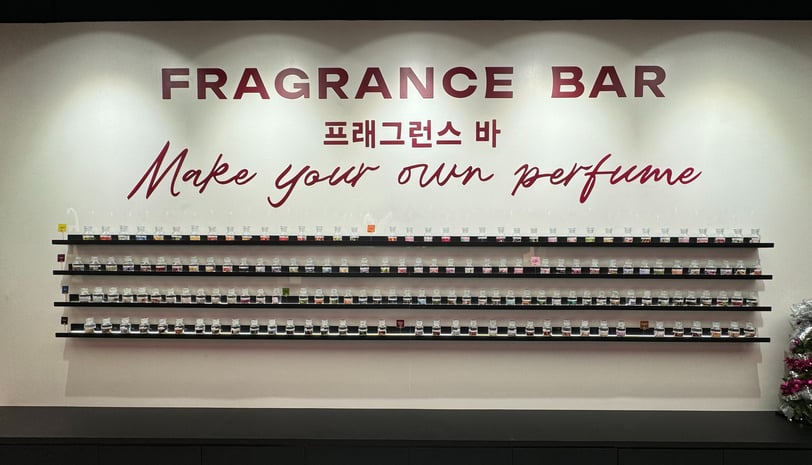 FRAGRANCE BAR
프래그런스 바
Make your own perfume